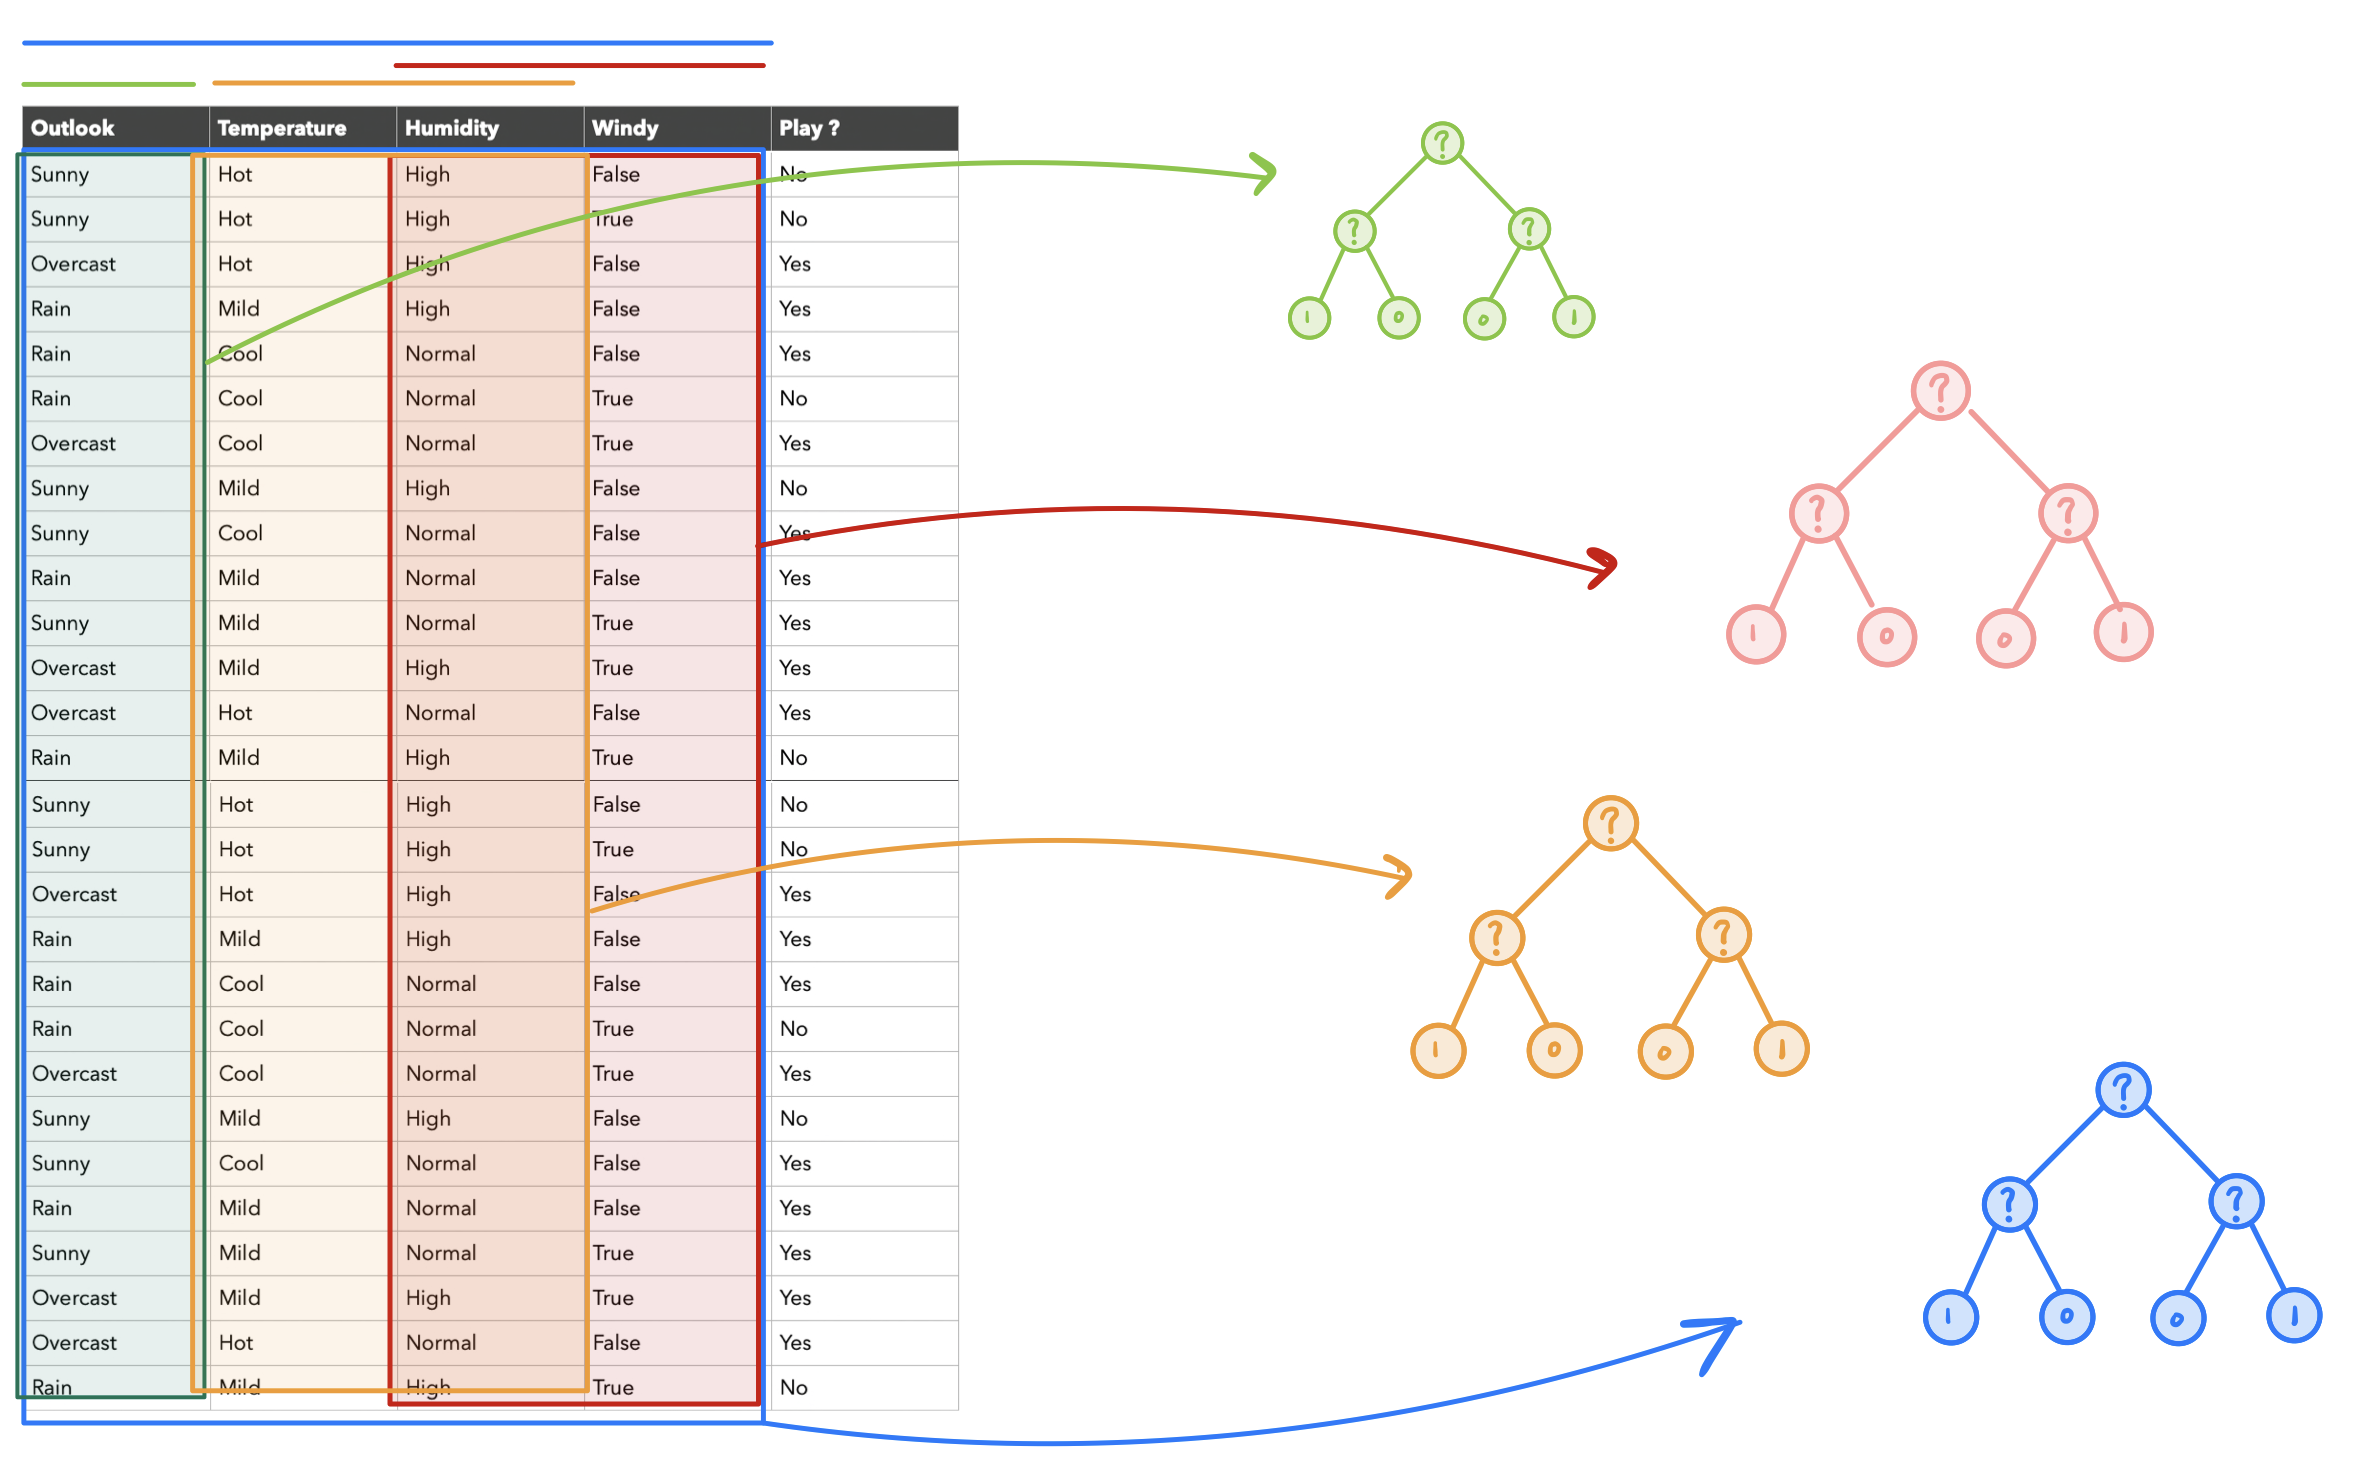 Outlook Temperature Humidity Windy Play ?
Sunny Hot High False No
Sunny Hot High True No
Overcast Hot High False Yes
Rain Mild High False Yes
Rain Cool Normal False Yes
Rain Cool Normal True No
Overcast Cool Normal True Yes
Sunny Mild High False No
Sunny Cool Normal False Yes
Rain Mild Normal False Yes
Sunny Mild Normal True Yes
Overcast Mild High True Yes
Overcast Hot Normal False Yes
Rain Mild High True No
Sunny Hot High False No
Sunny Hot High True No
Overcast Hot High False Yes
Rain Mild High False Yes
Rain Cool Normal False Yes
Rain Cool Normal True No
Overcast Cool Normal True Yes
Sunny Mild High False No
Sunny Cool Normal False Yes
Rain Mild Normal False Yes
Sunny Mild Normal True Yes
Overcast Mild High True Yes
Overcast Hot Normal False Yes
Rain Mild High True No
?
? ?
1 0 0 1
?
? ?
1 0 0 1
?
? ?
1 0 0 1
?
? ?
1 0 0 1